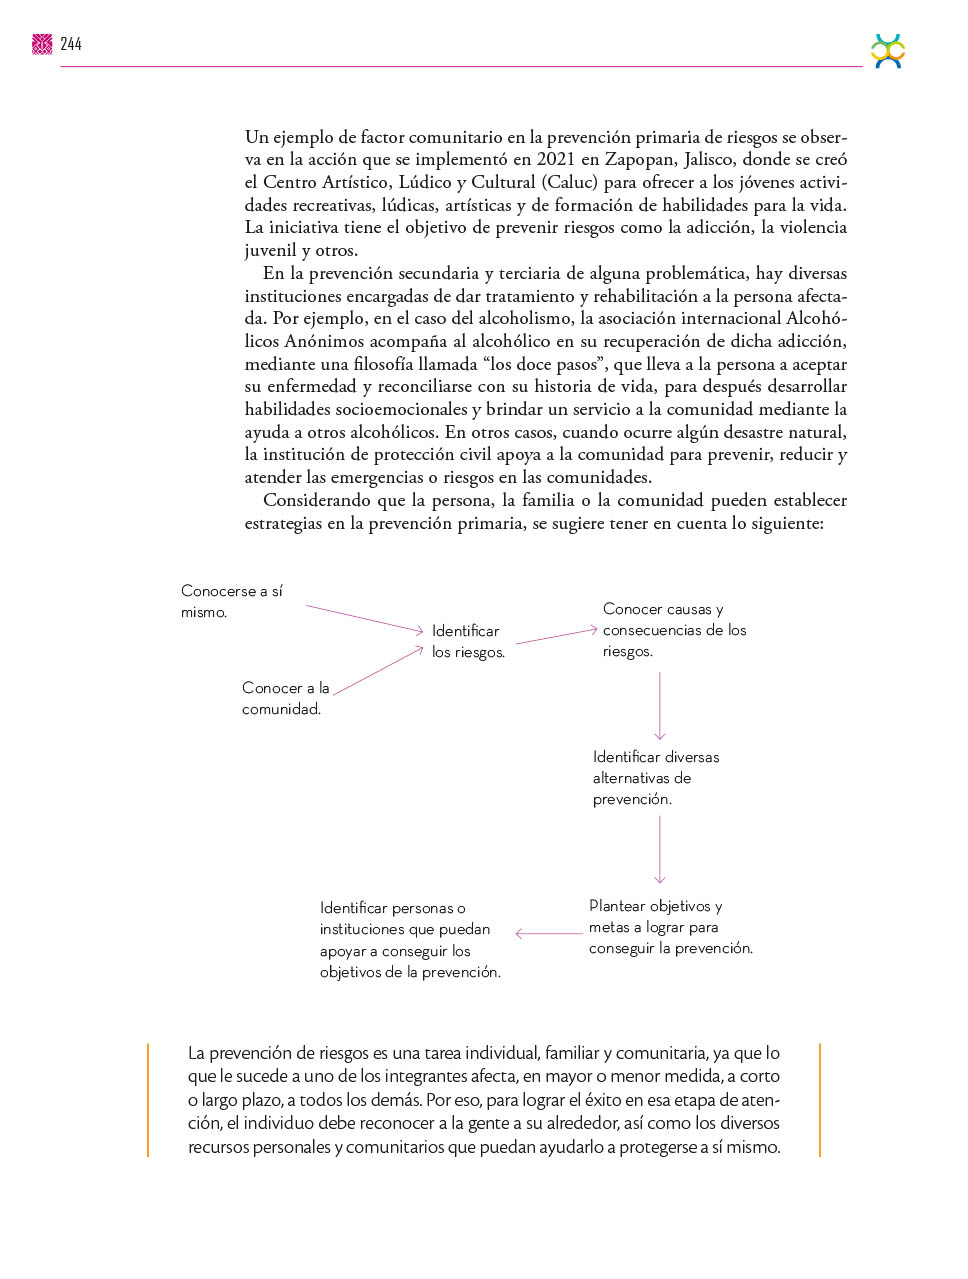 244
Un ejemplo de factor comunitario en la prevención primaria de riesgos se obser-
va en la acción que se implementó en 2021 en Zapopan, Jalisco, donde se creó
el Centro Artístico, Lúdico y Cultural (Caluc) para ofrecer a los jóvenes activi-
dades recreativas, lúdicas, artísticas y de formación de habilidades para la vida.
La iniciativa tiene el objetivo de prevenir riesgos como la adicción, la violencia
juvenil y otros.
En la prevención secundaria y terciaria de alguna problemática, hay diversas
instituciones encargadas de dar tratamiento y rehabilitación a la persona afecta-
da. Por ejemplo, en el caso del alcoholismo, la asociación internacional Alcohó-
licos Anónimos acompaña al alcohólico en su recuperación de dicha adicción,
mediante una filosofía llamada “los doce pasos”, que lleva a la persona a aceptar
su enfermedad y reconciliarse con su historia de vida, para después desarrollar
habilidades socioemocionales y brindar un servicio a la comunidad mediante la
ayuda a otros alcohólicos. En otros casos, cuando ocurre algún desastre natural,
la institución de protección civil apoya a la comunidad para prevenir, reducir y
atender las emergencias o riesgos en las comunidades.
Considerando que la persona, la familia o la comunidad pueden establecer
estrategias en la prevención primaria, se sugiere tener en cuenta lo siguiente:
Conocerse a sí
mismo.
Conocer a la
comunidad.
Identificar
los riesgos.
Conocer causas y
consecuencias de los
riesgos.
Identificar diversas
alternativas de
prevención.
Plantear objetivos y
metas a lograr para
conseguir la prevención.
Identificar personas o
instituciones que puedan
apoyar a conseguir los
objetivos de la prevención.
La prevención de riesgos es una tarea individual, familiar y comunitaria, ya que lo
que le sucede a uno de los integrantes afecta, en mayor o menor medida, a corto
o largo plazo, a todos los demás. Por eso, para lograr el éxito en esa etapa de aten-
ción, el individuo debe reconocer a la gente a su alrededor, así como los diversos
recursos personales y comunitarios que puedan ayudarlo a protegerse a sí mismo.